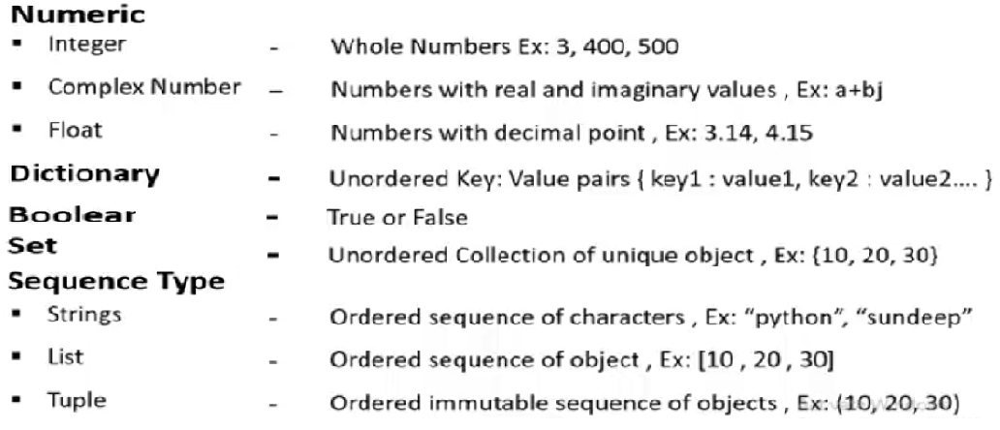 Numeric
▪ Integer - Whole Numbers Ex: 3, 400, 500
▪ Complex Number – Numbers with real and imaginary values , Ex: a+bj
▪ Float - Numbers with decimal point , Ex: 3.14, 4.15
Dictionary - Unordered Key: Value pairs { key1 : value1, key2 : value2.... }
Boolear - True or False
Set - Unordered Collection of unique object , Ex: {10, 20, 30}
Sequence Type
▪ Strings - Ordered sequence of characters , Ex: “python”, “sundeep”
▪ List - Ordered sequence of object , Ex: [10 , 20 , 30]
▪ Tuple - Ordered immutable sequence of objects , Ex: (10, 20, 30)